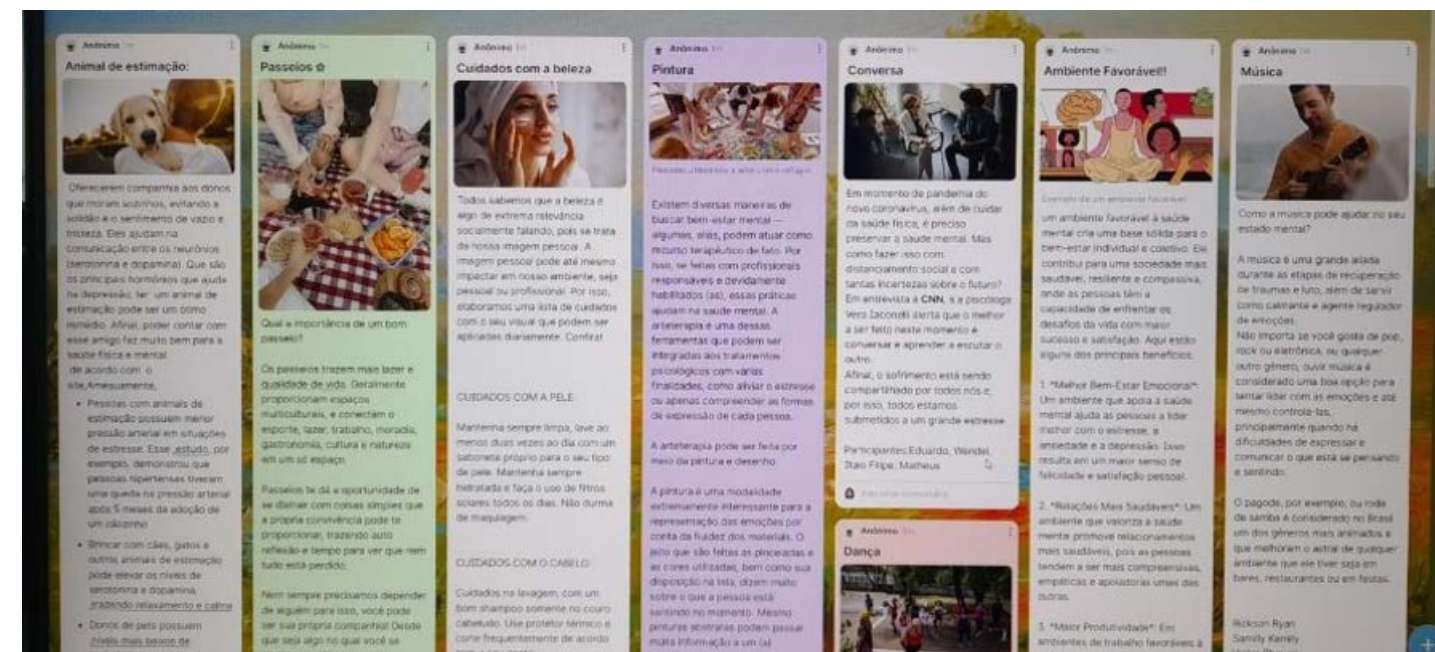 Anônimo 1m
Animal de estimação:
Oferecerem companhia aos donos
que moram sozinhos, evitando a
solidão e o sentimento de vazio e
tristeza. Eles ajudam na
comunicação entre os neurônios
(serotonina e dopamina). Que são
os principais hormônios que ajuda
na depressão, ter um animal de
estimação pode ser um ótimo
remédio. Afinal, poder contar com
esse amigo faz muito bem para a
saúde física e mental.
de acordo com o
• Pessoas com animais de
estimação possuem menor
pressão arterial em situações
de estresse. Esse estudo, por
exemplo, demonstrou que
pessoas hipertensas tiveram
uma queda na pressão arterial
após 5 meses da adoção de
um cãozinho
• Brincar com cães, gatos e
outros animais de estimação
pode elevar os níveis de
serotonina e dopamina,
trazendo relaxamento e calma
• Donos de pets possuem
níveis mais baixos de
Anônimo 1m
Passeios
Qual a importância de um bom
passeio?
Os passeios trazem mais lazer e
qualidade de vida. Geralmente
proporcionam espaços
multiculturais, e conectam o
esporte, lazer, trabalho, moradia,
gastronomia, cultura e natureza
em um só espaço.
Passeios te dá a oportunidade de
se distrair com coisas simples que
a própria convivência pode te
proporcionar, trazendo auto
reflexão e tempo para ver que nem
tudo está perdido.
Nem sempre precisamos depender
de alguém para isso, você pode
ser sua própria companhia! Desde
que seja algo no qual você se
Anônimo 1m
Cuidados com a beleza
Todos sabemos que a beleza é
algo de extrema relevância
socialmente falando, pois se trata
da nossa imagem pessoal. A
imagem pessoal pode até mesmo
impactar em nosso ambiente, seja
pessoal ou profissional. Por isso,
elaboramos uma lista de cuidados
com o seu visual que podem ser
aplicadas diariamente. Confira!
CUIDADOS COM A PELE:
Mantenha sempre limpa, lave ao
menos duas vezes ao dia com um
sabonete próprio para o seu tipo
de pele. Mantenha sempre
hidratada e faça o uso de filtros
solares todos os dias. Não durma
de maquiagem.
CUIDADOS COM O CABELO:
Cuidados na lavagem, com um
bom shampoo somente no couro
cabeludo. Use protetor térmico e
corte frequentemente de acordo
Anônimo 1m
Pintura
Existem diversas maneiras de
buscar bem-estar mental —
algumas, elas, podem atuar como
recurso terapêutico de fato. Por
isso, se feitas com profissionais
responsáveis e devidamente
habilitados (as), essas práticas
ajudam na saúde mental. A
arteterapia é uma dessas
ferramentas que podem ser
integradas aos tratamentos
psicológicos com várias
finalidades, como aliviar o estresse
ou apenas compreender as formas
de expressão de cada pessoa.
A arteterapia pode ser feita por
meio da pintura e desenho
A pintura é uma modalidade
extremamente interessante para a
representação das emoções por
conta da fluidez dos materiais. O
jeito que são feitas as pinceladas e
as cores utilizadas, bem como sua
disposição na tela, dizem muito
sobre o que a pessoa está
sentindo no momento. Mesmo
pinturas abstratas podem passar
muita informação a um (a)
Anônimo 1m
Conversa
Em momento de pandemia do
novo coronavírus, além de cuidar
da saúde física, é preciso
preservar a saúde mental. Mas
como fazer isso com
distanciamento social e com
tantas incertezas sobre o futuro?
Em entrevista à CNN, s a psicóloga
Vera Iaconelli alerta que o melhor
a ser feito neste momento é
conversar e aprender a escutar o
outro.
Afinal, o sofrimento está sendo
compartilhado por todos nós e,
por isso, todos estamos
submetidos a um grande estresse.
Participantes:Eduardo, Wendel,
Italo Filipe, Matheus
Adicionar comentário
Anônimo 1m
Dança
Anônimo 1m
Ambiente Favorável!!
Exemplo de um ambiente favorável
um ambiente favorável à saúde
mental cria uma base sólida para o
bem-estar individual e coletivo. Ele
contribui para uma sociedade mais
saudável, resiliente e compassiva,
onde as pessoas têm a
capacidade de enfrentar os
desafios da vida com maior
sucesso e satisfação. Aqui estão
alguns dos principais benefícios.
1. *Melhor Bem-Estar Emocional*:
Um ambiente que apoia a saúde
mental ajuda as pessoas a lidar
melhor com o estresse, a
ansiedade e a depressão. Isso
resulta em um maior senso de
felicidade e satisfação pessoal.
2. *Relações Mais Saudáveis*: Um
ambiente que valoriza a saúde
mental promove relacionamentos
mais saudáveis, pois as pessoas
tendem a ser mais compreensivas,
empáticas e apoiadoras umas das
outras.
3. *Maior Produtividade*: Em
ambientes de trabalho favoráveis à
Anônimo 1m
Música
Como a música pode ajudar no seu
estado mental?
A música é uma grande aliada
durante as etapas de recuperação
de traumas e luto, além de servir
como calmante e agente regulador
de emoções.
Não importa se você gosta de pop,
rock ou eletrônica, ou qualquer
outro gênero, ouvir música é
considerado uma boa opção para
tentar lidar com as emoções e até
mesmo controla-las,
principalmente quando há
dificuldades de expressar e
comunicar o que está se pensando
e sentindo.
O pagode, por exemplo, ou roda
de samba é considerado no Brasil
um dos gêneros mais animados e
que melhoram o astral de qualquer
ambiente que ele tiver seja em
bares, restaurantes ou em festas.
Rickson Ryan
Samily Kemily